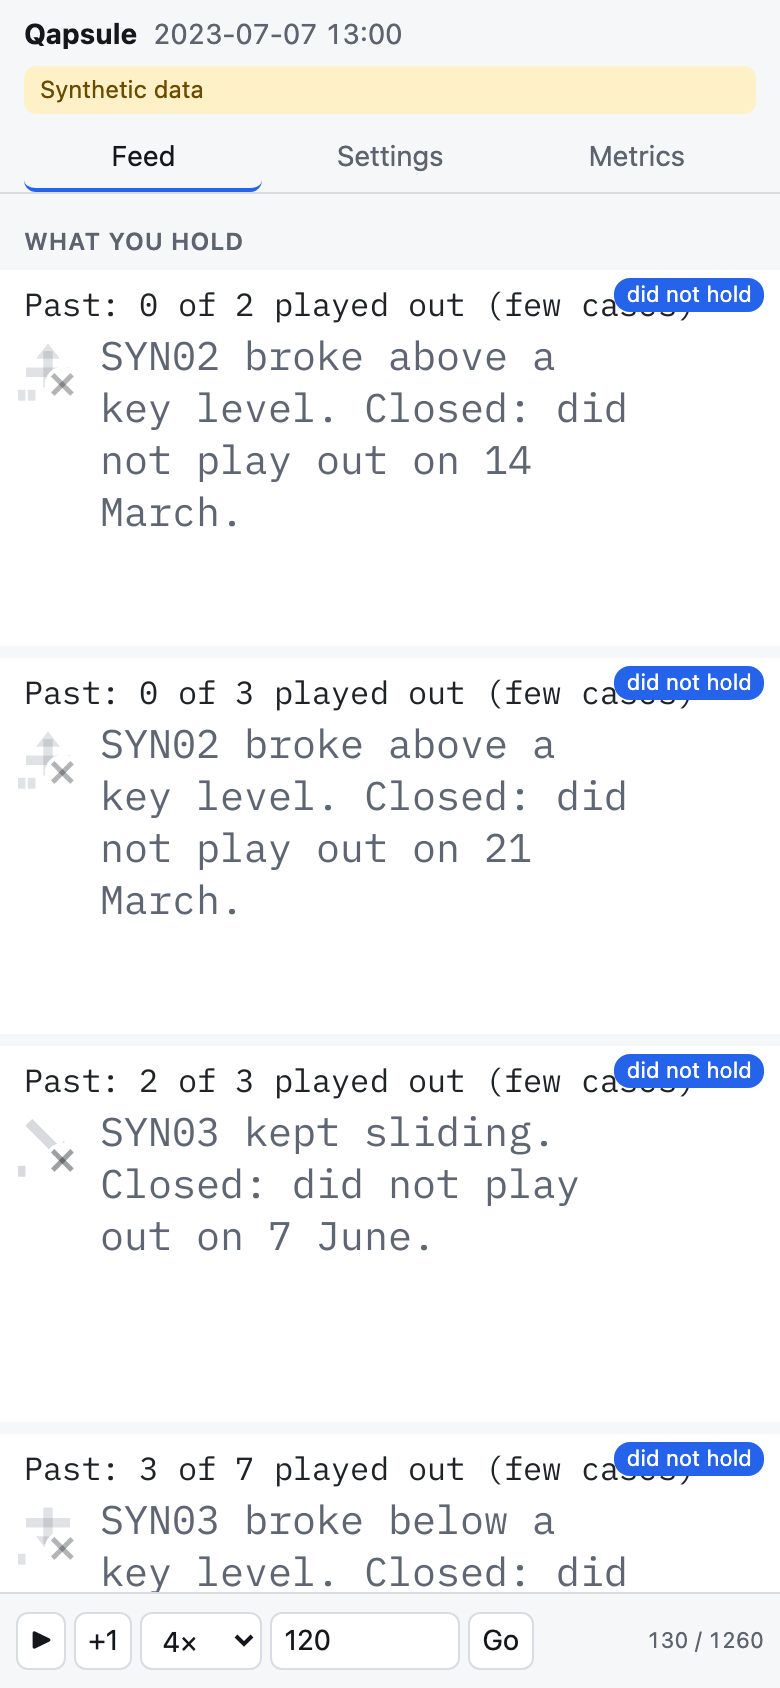 Qapsule 2023-07-07 13:00
Synthetic data
Feed Settings Metrics
WHAT YOU HOLD
Past: 0 of 2 played out (few cases)
did not hold
SYN02 broke above a
key level. Closed: did
not play out on 14
March.
Past: 0 of 3 played out (few cases)
did not hold
SYN02 broke above a
key level. Closed: did
not play out on 21
March.
Past: 2 of 3 played out (few cases)
did not hold
SYN03 kept sliding.
Closed: did not play
out on 7 June.
Past: 3 of 7 played out (few cases)
did not hold
SYN03 broke below a
key level. Closed: did
+1 4× 120 Go 130 / 1260